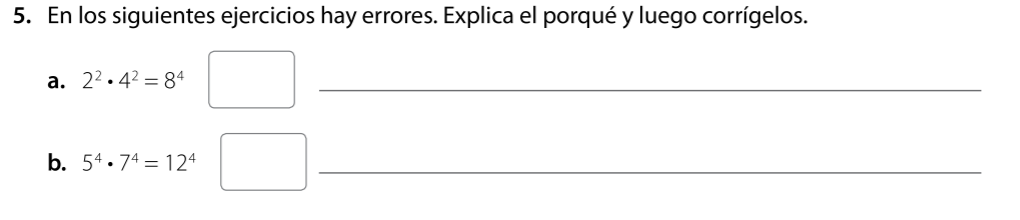 5. En los siguientes ejercicios hay errores. Explica el porqué y luego corrígelos.
a. 2² • 4² = 8⁴
b. 5⁴ • 7⁴ = 12⁴